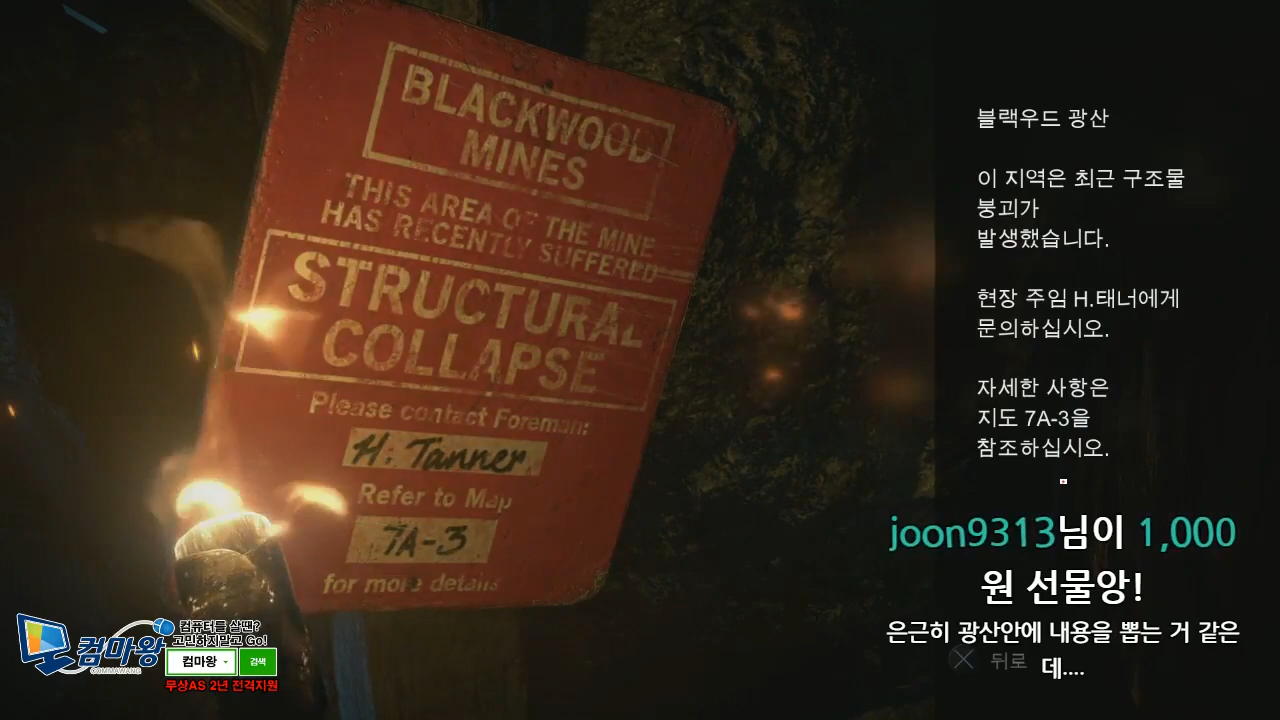 BLACKWOOD
MINES
THIS AREA OF THE MINE
HAS RECENTLY SUFFERED
STRUCTURAL
COLLAPSE
Please contact Foreman:
H. Tanner
Refer to Map
7A-3
for more details
블랙우드 광산
이 지역은 최근 구조물
붕괴가
발생했습니다.
현장 주임 H.태너에게
문의하십시오.
자세한 사항은
지도 7A-3을
참조하십시오.
joon9313님이 1,000
원 선물앙!
은근히 광산안에 내용을 뽑는 거 같은
데....
뒤로
컴마왕
COMMAWANG
컴퓨터를 살땐?
고민하지말고 Go!
컴마왕
검색
무상AS 2년 전격지원